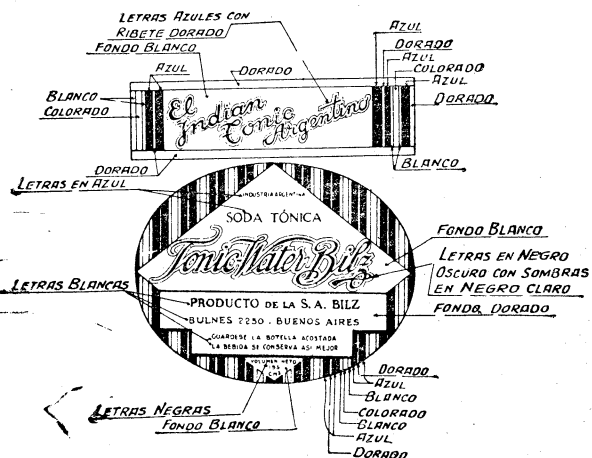 LETRAS AZULES CON
RIBETE DORADO
FONDO BLANCO
AZUL
DORADO
AZUL
DORADO
AZUL
COLORADO
AZUL
DORADO
BLANCO
COLORADO
El
Indian
Tonic
Argentino
DORADO
BLANCO
LETRAS EN AZUL
INDUSTRIA ARGENTINA
SODA TÓNICA
Tonic-Water-Bilz
FONDO BLANCO
LETRAS EN NEGRO
OSCURO CON SOMBRAS
EN NEGRO CLARO
LETRAS BLANCAS
PRODUCTO DE LA S. A. BILZ
BULNES 2250 . BUENOS AIRES
FONDO DORADO
GUARDESE LA BOTELLA ACOSTADA
LA BEBIDA SE CONSERVA ASI MEJOR
VOLUMEN NETO
CM3
LETRAS NEGRAS
FONDO BLANCO
DORADO
AZUL
BLANCO
COLORADO
BLANCO
AZUL
DORADO